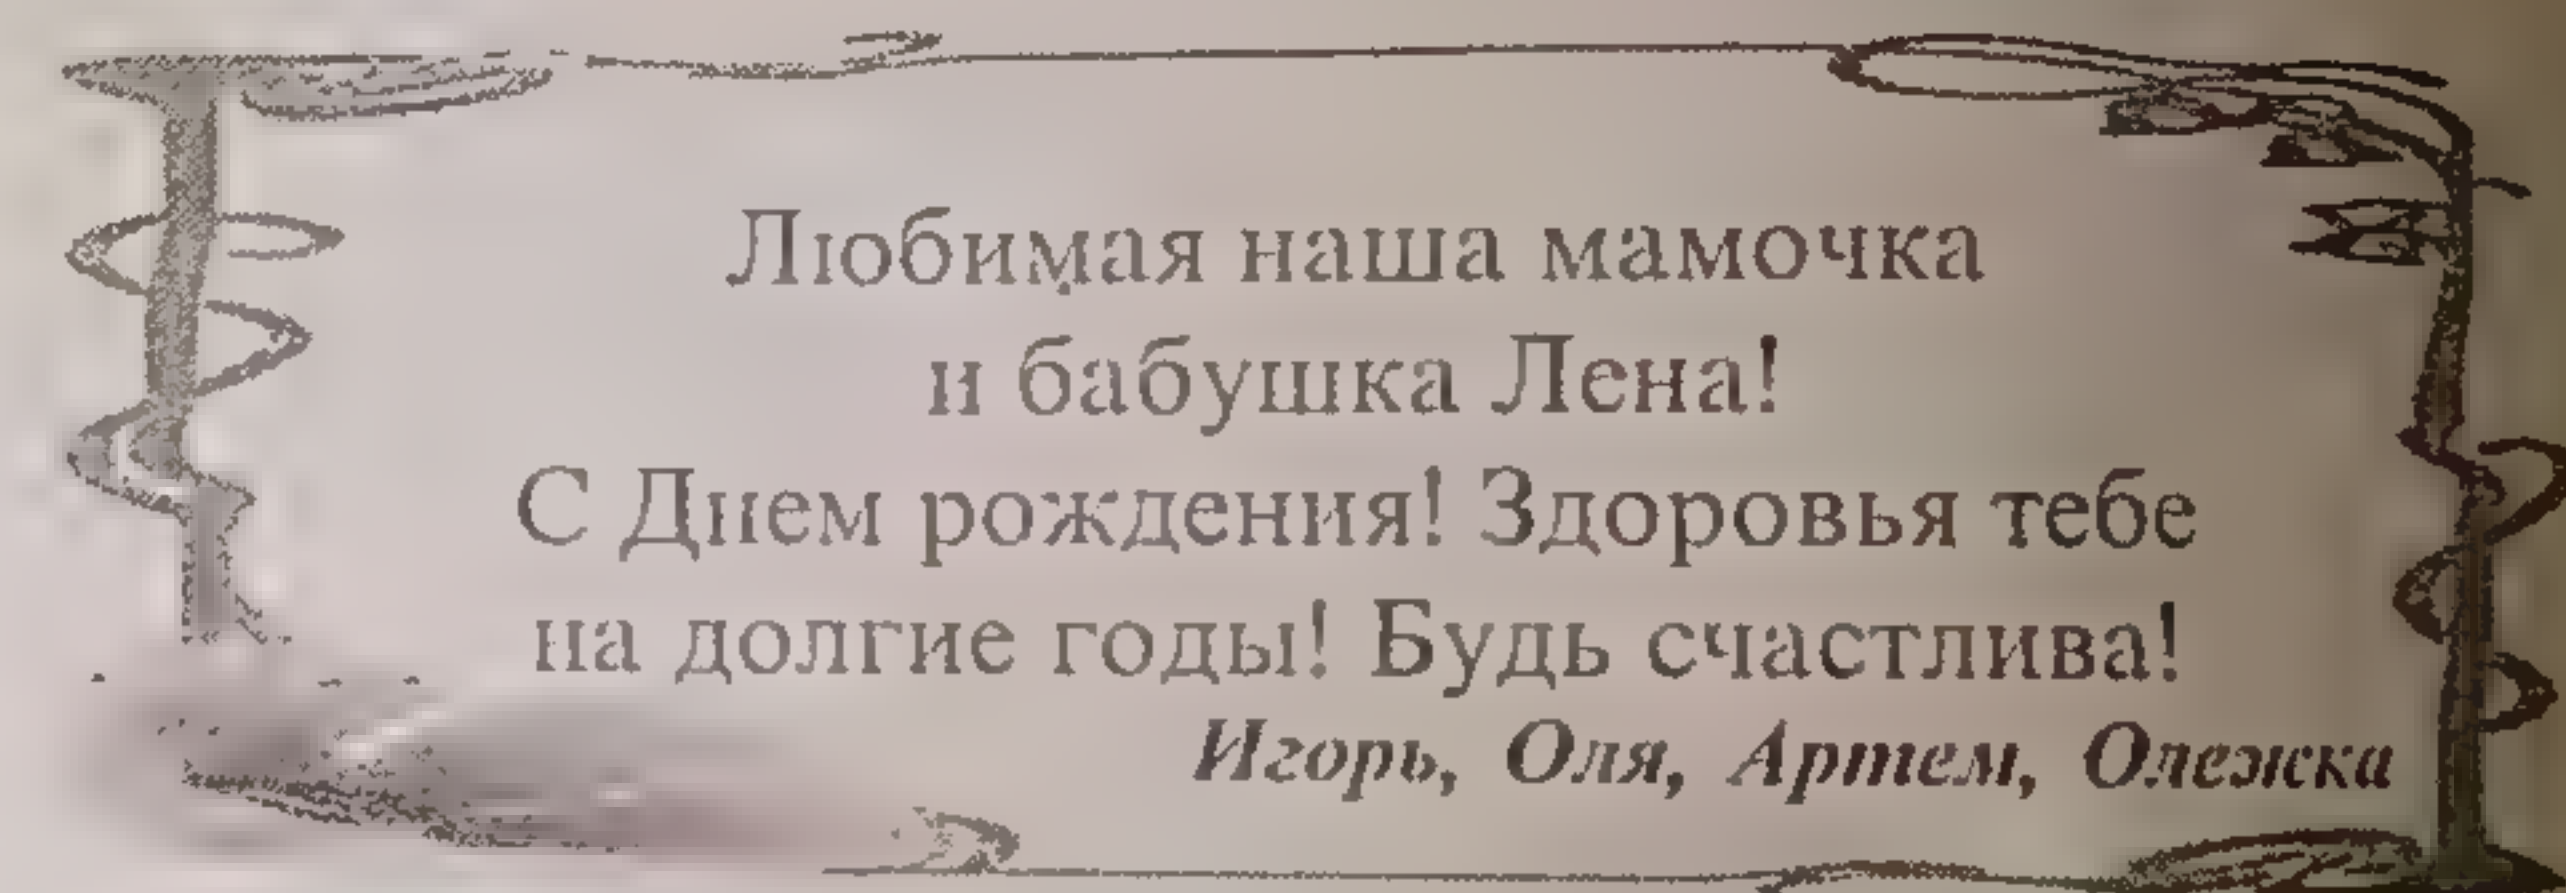 Любимая наша мамочка
и бабушка Лена!
С Днем рождения! Здоровья тебе
на долгие годы! Будь счастлива!
Игорь, Оля, Артем, Олежка